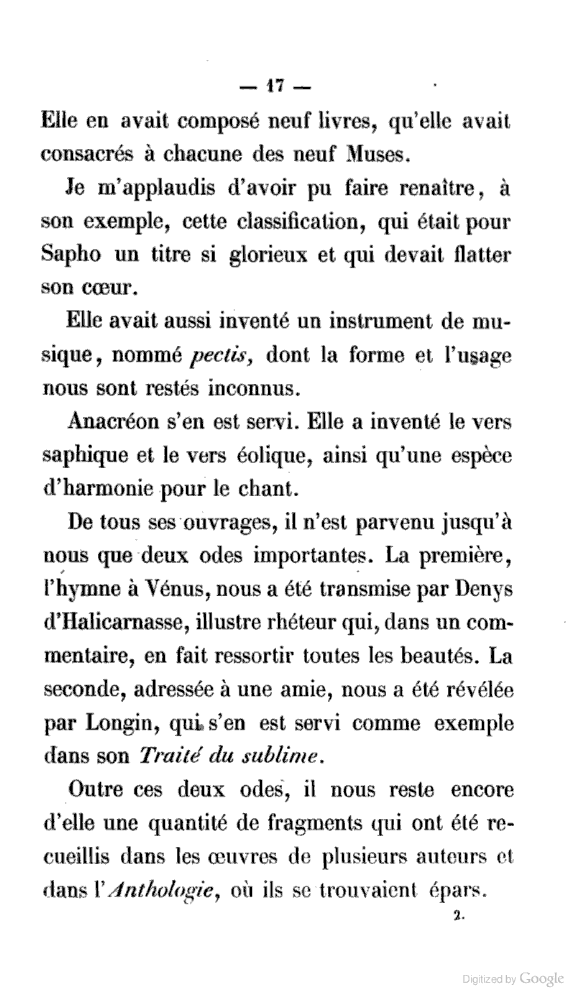 — 17 —
Elle en avait composé neuf livres, qu'elle avait
consacrés à chacune des neuf Muses.
Je m'applaudis d'avoir pu faire renaître, à
son exemple, cette classification, qui était pour
Sapho un titre si glorieux et qui devait flatter
son cœur.
Elle avait aussi inventé un instrument de mu-
sique, nommé pectis, dont la forme et l'usage
nous sont restés inconnus.
Anacréon s'en est servi. Elle a inventé le vers
saphique et le vers éolique, ainsi qu'une espèce
d'harmonie pour le chant.
De tous ses ouvrages, il n'est parvenu jusqu'à
nous que deux odes importantes. La première,
l'hymne à Vénus, nous a été transmise par Denys
d'Halicarnasse, illustre rhéteur qui, dans un com-
mentaire, en fait ressortir toutes les beautés. La
seconde, adressée à une amie, nous a été révélée
par Longin, qui s'en est servi comme exemple
dans son Traité du sublime.
Outre ces deux odes, il nous reste encore
d'elle une quantité de fragments qui ont été re-
cueillis dans les œuvres de plusieurs auteurs et
dans l'Anthologie, où ils se trouvaient épars.
2.
Digitized by Google